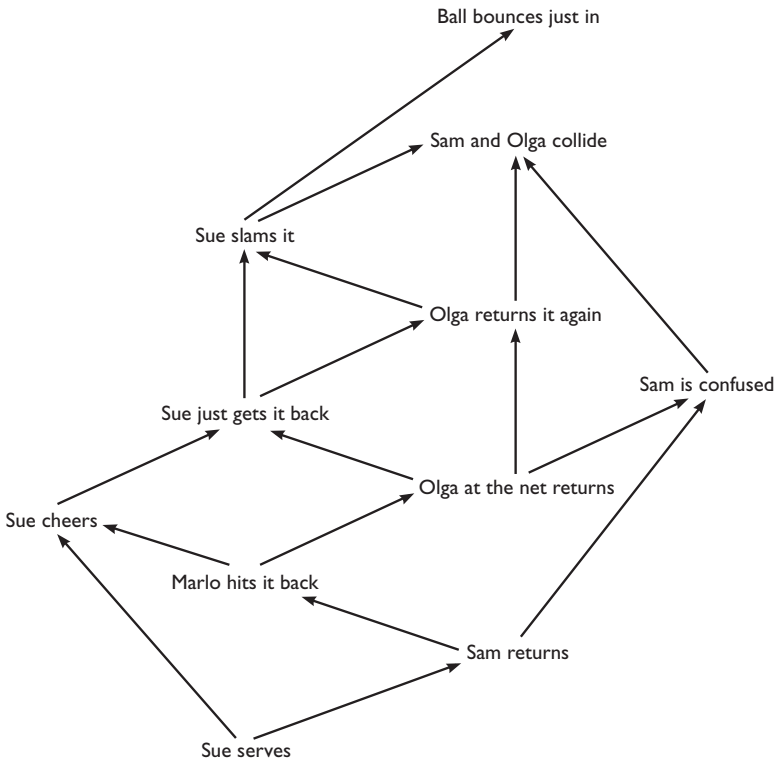 Ball bounces just in
Sam and Olga collide
Sue slams it
Olga returns it again
Sam is confused
Sue just gets it back
Olga at the net returns
Sue cheers
Marlo hits it back
Sam returns
Sue serves